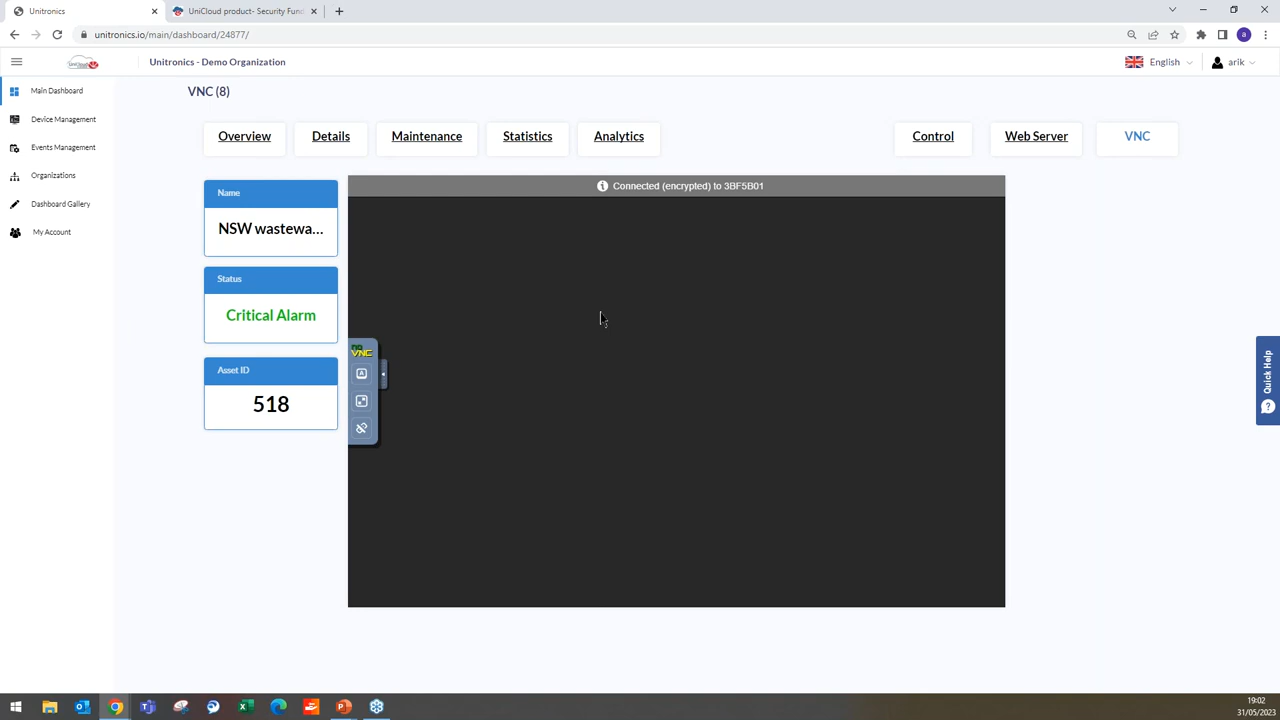 Unitronics
UniCloud product- Security Fund
unitronics.io/main/dashboard/24877/
a
UniCloud
Unitronics - Demo Organization
English
arik
Main Dashboard
Device Management
Events Management
Organizations
Dashboard Gallery
My Account
VNC (8)
Overview
Details
Maintenance
Statistics
Analytics
Control
Web Server
VNC
Name
NSW wastewa...
Status
Critical Alarm
Asset ID
518
Connected (encrypted) to 3BF5B01
no
VNC
A
Quick Help
19:02
31/05/2023